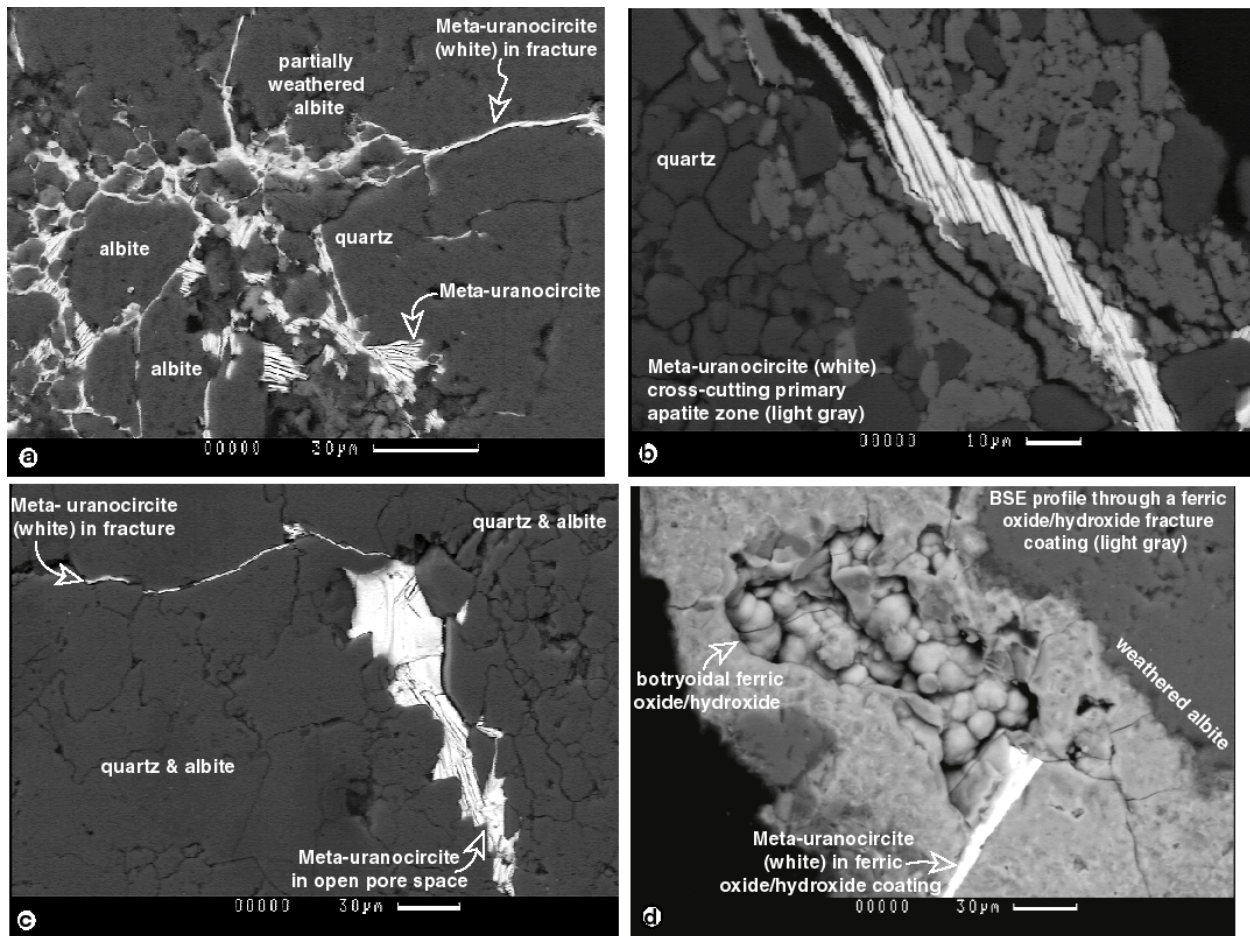 Meta-uranocircite
(white) in fracture
partially
weathered
albite
albite
quartz
Meta-uranocircite
albite
a
00000 30µm
quartz
Meta-uranocircite (white)
cross-cutting primary
apatite zone (light gray)
b
00000 10µm
Meta- uranocircite
(white) in fracture
quartz & albite
quartz & albite
Meta-uranocircite
in open pore space
c
00000 30µm
BSE profile through a ferric
oxide/hydroxide fracture
coating (light gray)
botryoidal ferric
oxide/hydroxide
weathered albite
Meta-uranocircite
(white) in ferric
oxide/hydroxide coating
d
00000 30µm